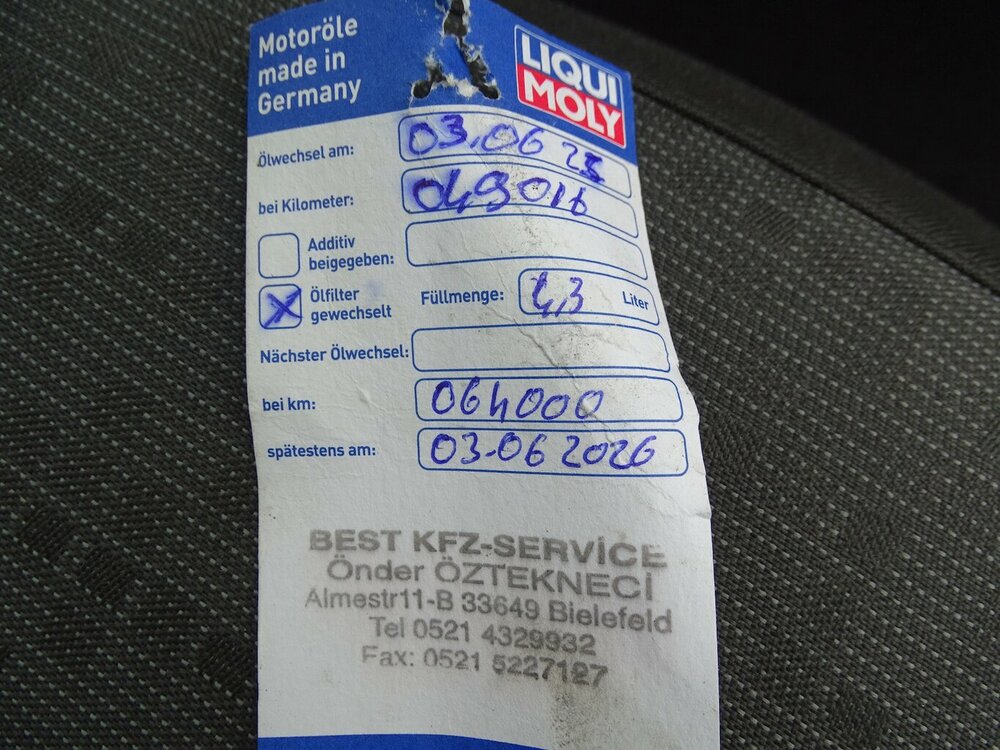 Motoröle
made in
Germany
LIQUI
MOLY
Ölwechsel am: 03.06
bei Kilometer: 049016
Additiv
beigegeben:
X Ölfilter
gewechselt
Füllmenge: 4,3 Liter
Nächster Ölwechsel:
bei km: 064000
spätestens am: 03-06 2026
BEST KFZ-SERVİCE
Önder ÖZTEKNECİ
Almestr11-B 33649 Bielefeld
Tel 0521 4329932
Fax: 0521 5227127